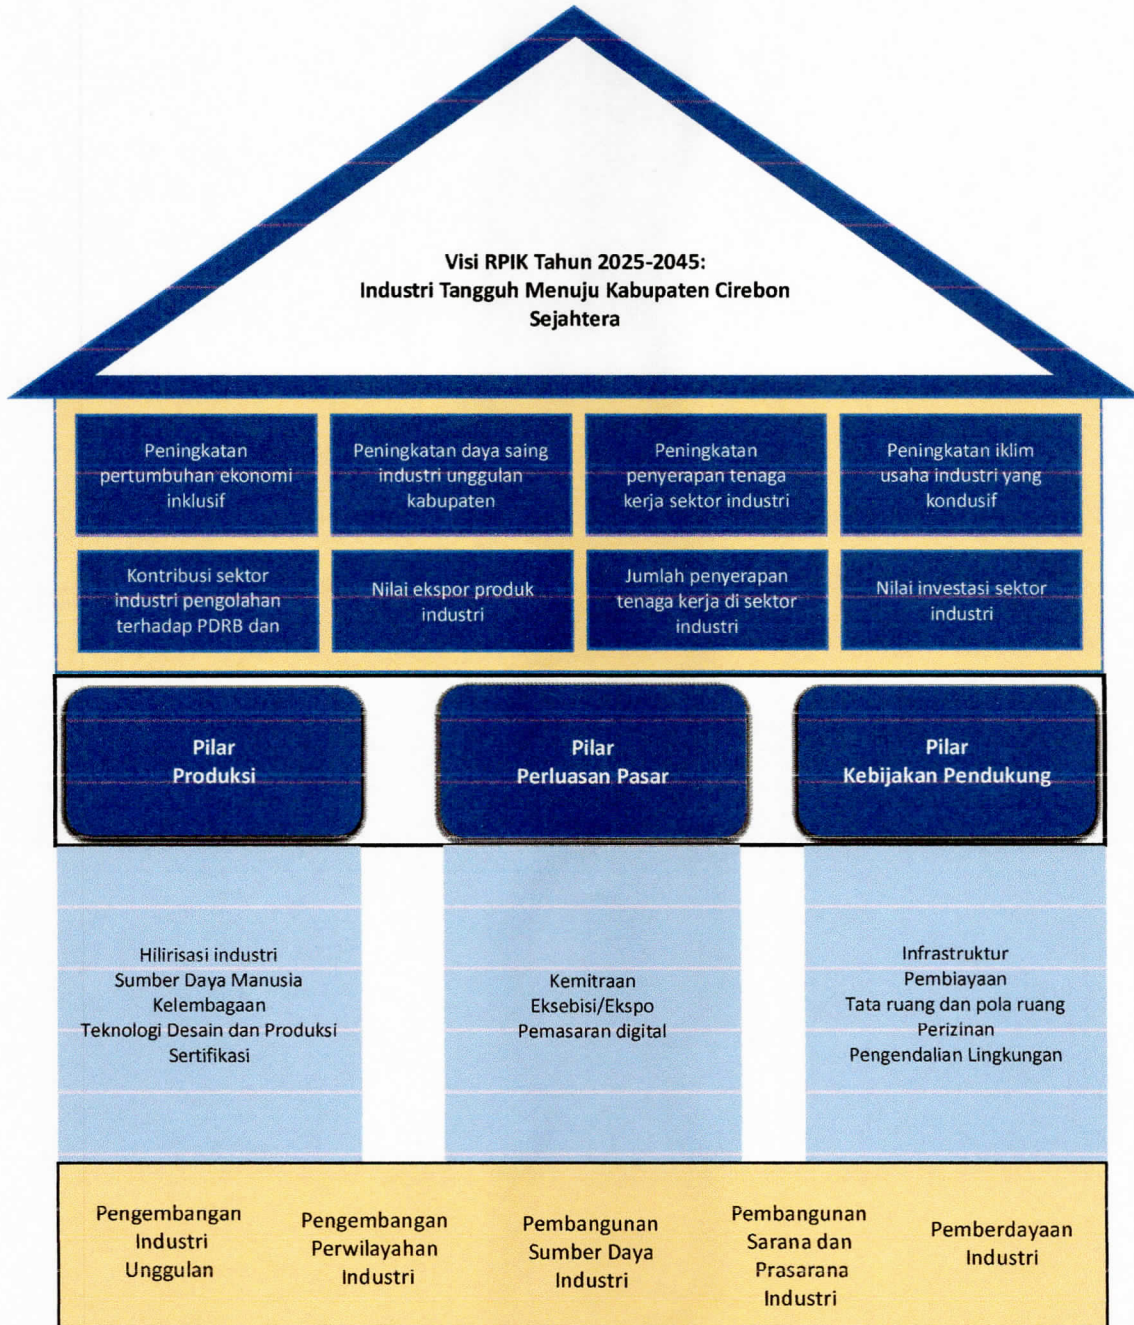 Visi RPIK Tahun 2025-2045:
Industri Tangguh Menuju Kabupaten Cirebon
Sejahtera
Peningkatan
pertumbuhan ekonomi
inklusif
Peningkatan daya saing
industri unggulan
kabupaten
Peningkatan
penyerapan tenaga
kerja sektor industri
Peningkatan iklim
usaha industri yang
kondusif
Kontribusi sektor
industri pengolahan
terhadap PDRB dan
Nilai ekspor produk
industri
Jumlah penyerapan
tenaga kerja di sektor
industri
Nilai investasi sektor
industri
Pilar
Produksi
Pilar
Perluasan Pasar
Pilar
Kebijakan Pendukung
Hilirisasi industri
Sumber Daya Manusia
Kelembagaan
Teknologi Desain dan Produksi
Sertifikasi
Kemitraan
Eksebisi/Ekspo
Pemasaran digital
Infrastruktur
Pembiayaan
Tata ruang dan pola ruang
Perizinan
Pengendalian Lingkungan
Pengembangan
Industri
Unggulan
Pengembangan
Perwilayahan
Industri
Pembangunan
Sumber Daya
Industri
Pembangunan
Sarana dan
Prasarana
Industri
Pemberdayaan
Industri